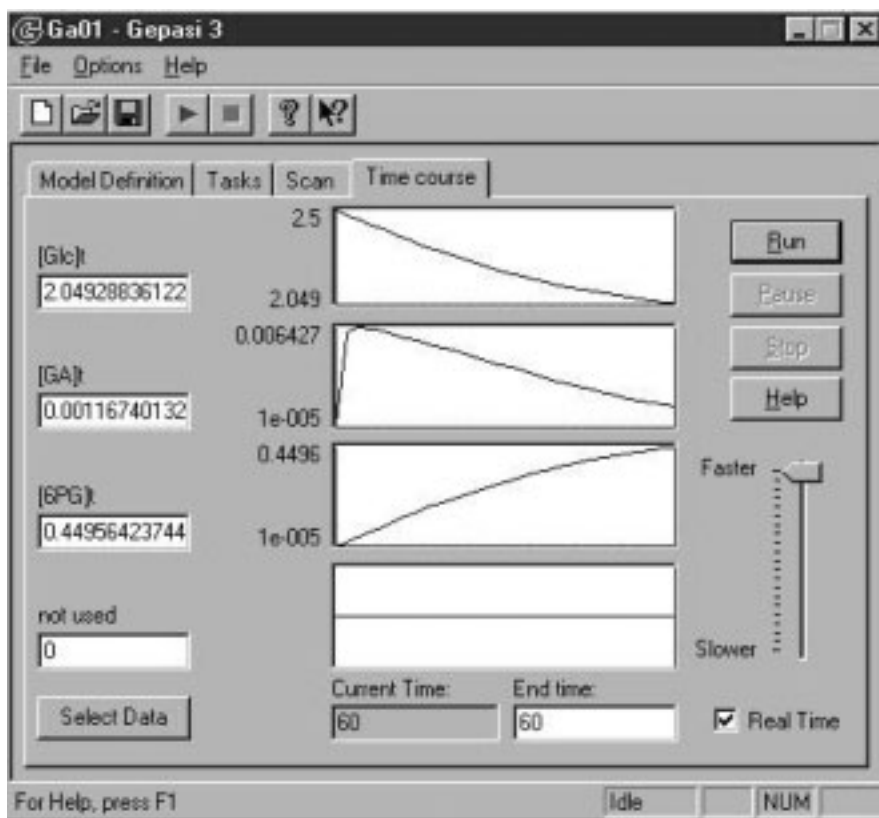 Ga01 - Gepasi 3
File Options Help
Model Definition Tasks Scan Time course
[Glc]t
2.04928836122
2.5
2.049
Run
Pause
[GA]t
0.00116740132
0.006427
1e-005
Stop
Help
[6PG]t
0.44956423744
0.4496
1e-005
Faster
not used
0
Slower
Select Data
Current Time:
60
End time:
60
Real Time
For Help, press F1
Idle
NUM